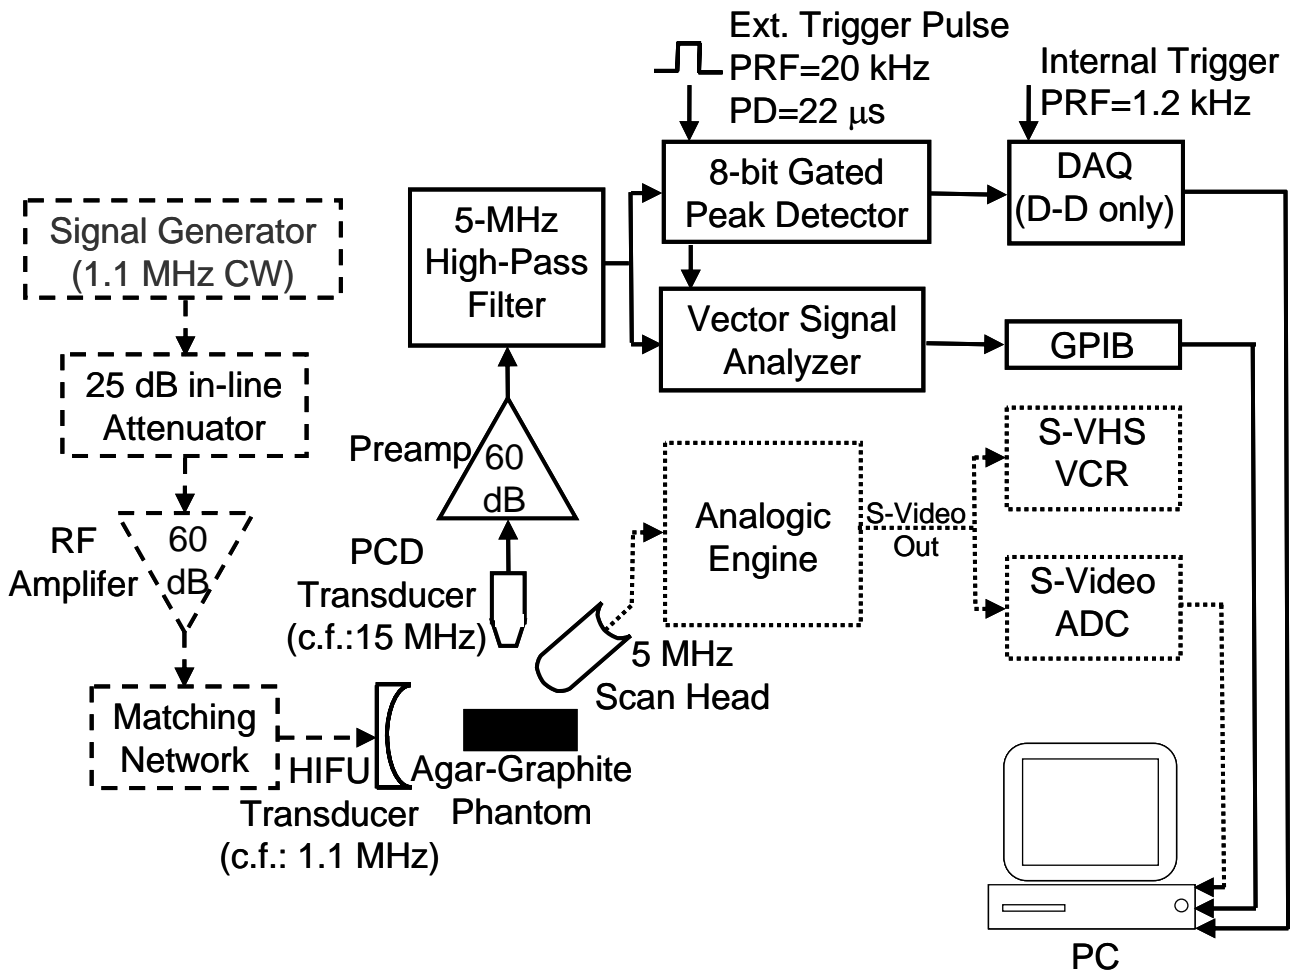 Ext. Trigger Pulse
PRF=20 kHz
PD=22 μs
Internal Trigger
PRF=1.2 kHz
8-bit Gated
Peak Detector
DAQ
(D-D only)
Signal Generator
(1.1 MHz CW)
5-MHz
High-Pass
Filter
Vector Signal
Analyzer
GPIB
25 dB in-line
Attenuator
Preamp
60
dB
S-VHS
VCR
Analogic
Engine
S-Video
Out
RF
Amplifer
60
dB
PCD
Transducer
(c.f.:15 MHz)
S-Video
ADC
5 MHz
Scan Head
Matching
Network
HIFU
Transducer
(c.f.: 1.1 MHz)
Agar-Graphite
Phantom
PC